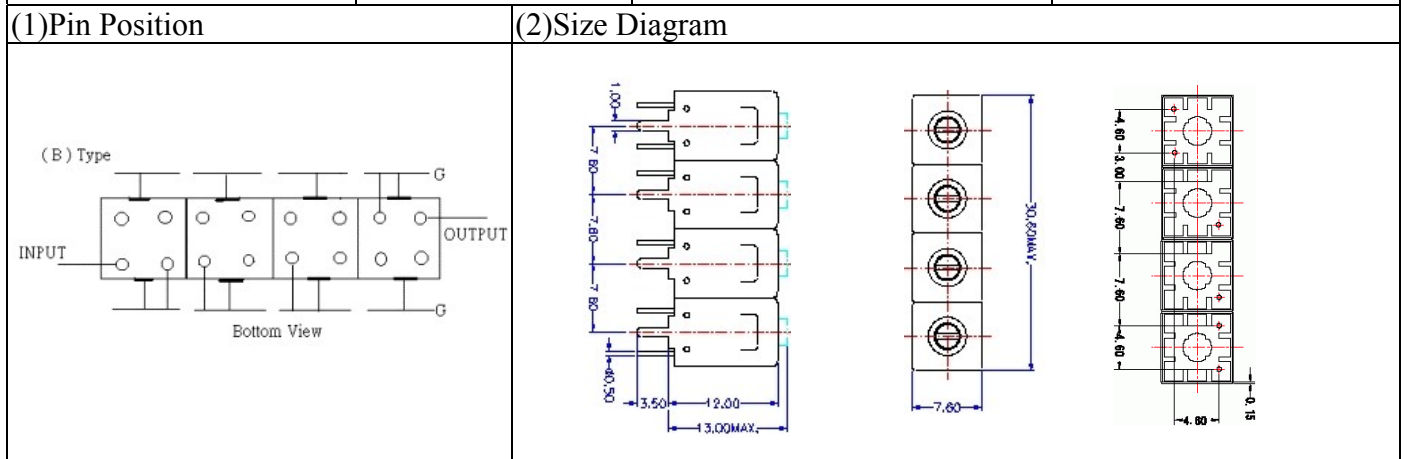 (1)Pin Position
(2)Size Diagram
( B ) Type
G
INPUT
OUTPUT
G
Bottom View
1.00
7.60
7.60
7.60
Φ0.50
3.50
12.00
13.00MAX.
30.60MAX.
7.60
4.60
3.00
7.60
7.60
4.60
0.15
4.60